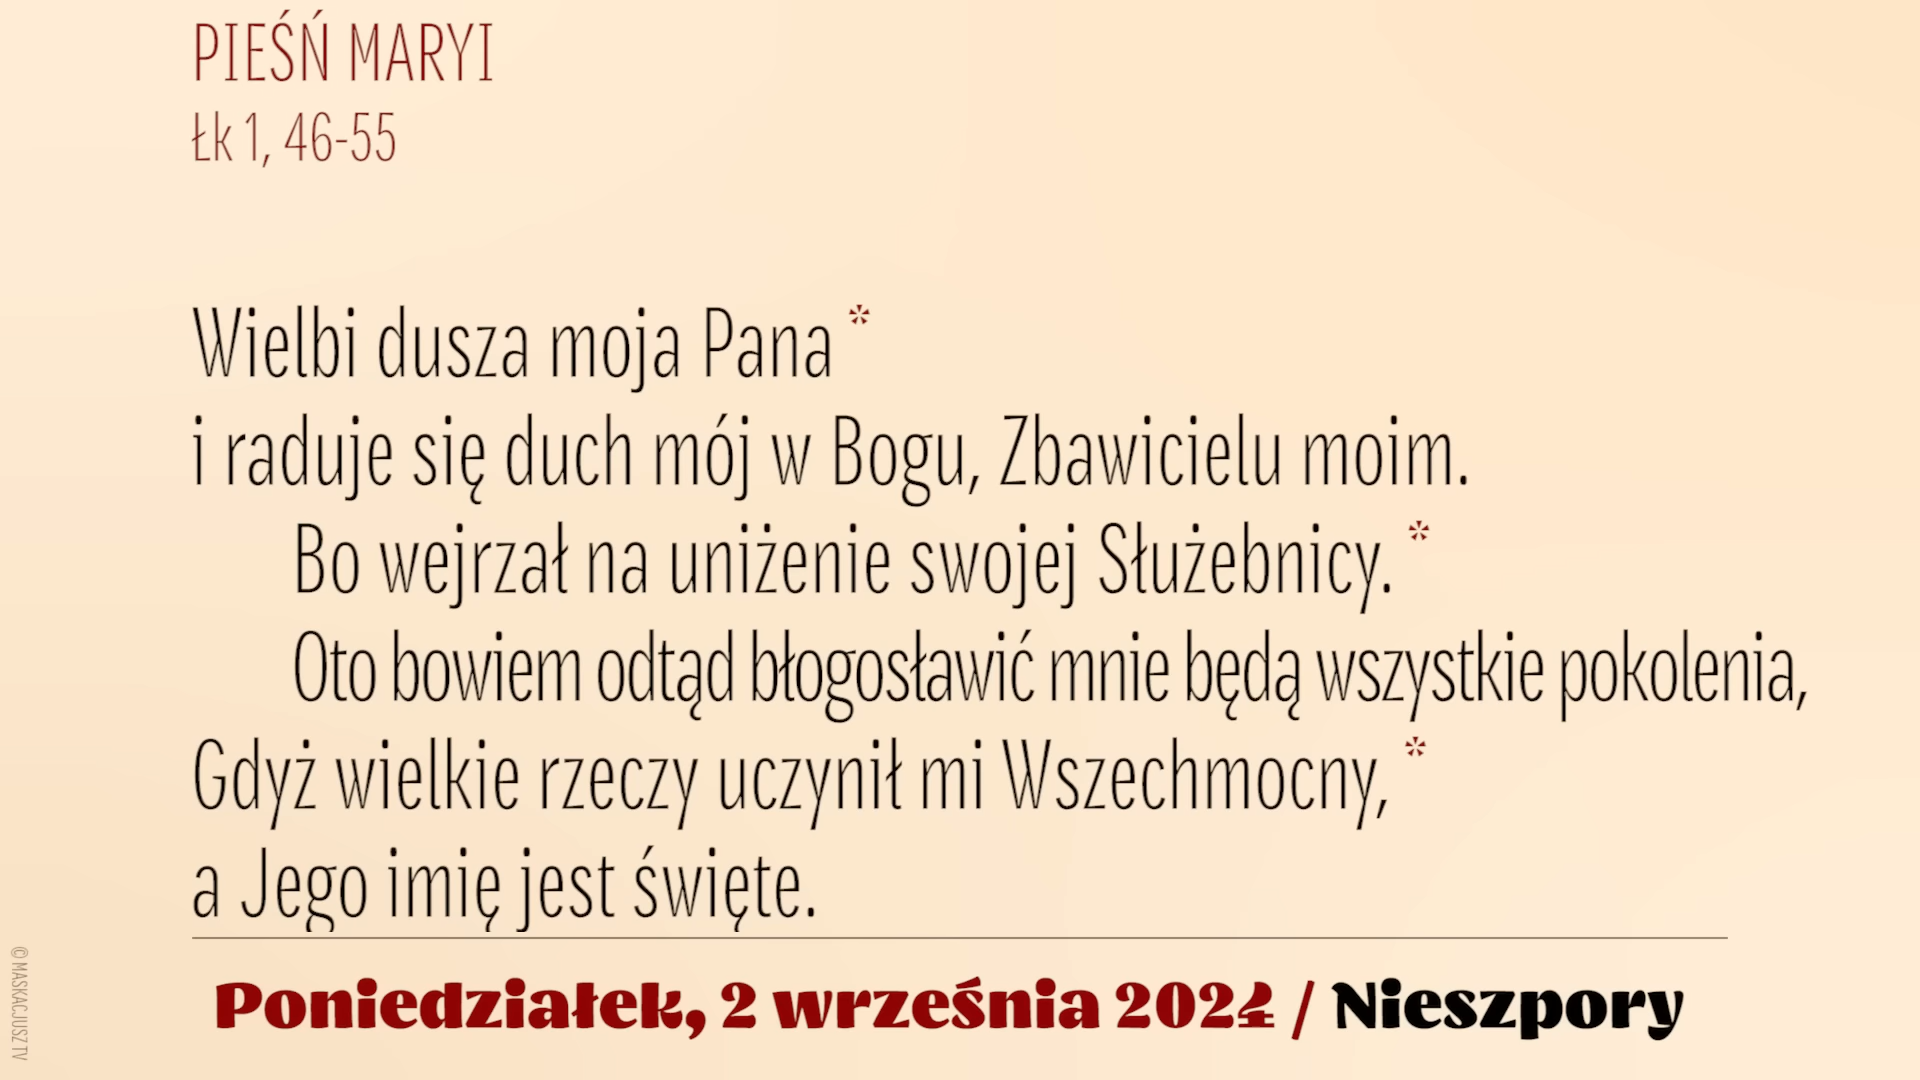 PIEŚŃ MARYI
Łk 1, 46-55
Wielbi dusza moja Pana *
i raduje się duch mój w Bogu, Zbawicielu moim.
Bo wejrzał na uniżenie swojej Służebnicy. *
Oto bowiem odtąd błogosławić mnie będą wszystkie pokolenia,
Gdyż wielkie rzeczy uczynił mi Wszechmocny, *
a Jego imię jest święte.
Poniedziałek, 2 września 2024 / Nieszpory
© MASKACJUSZ TV